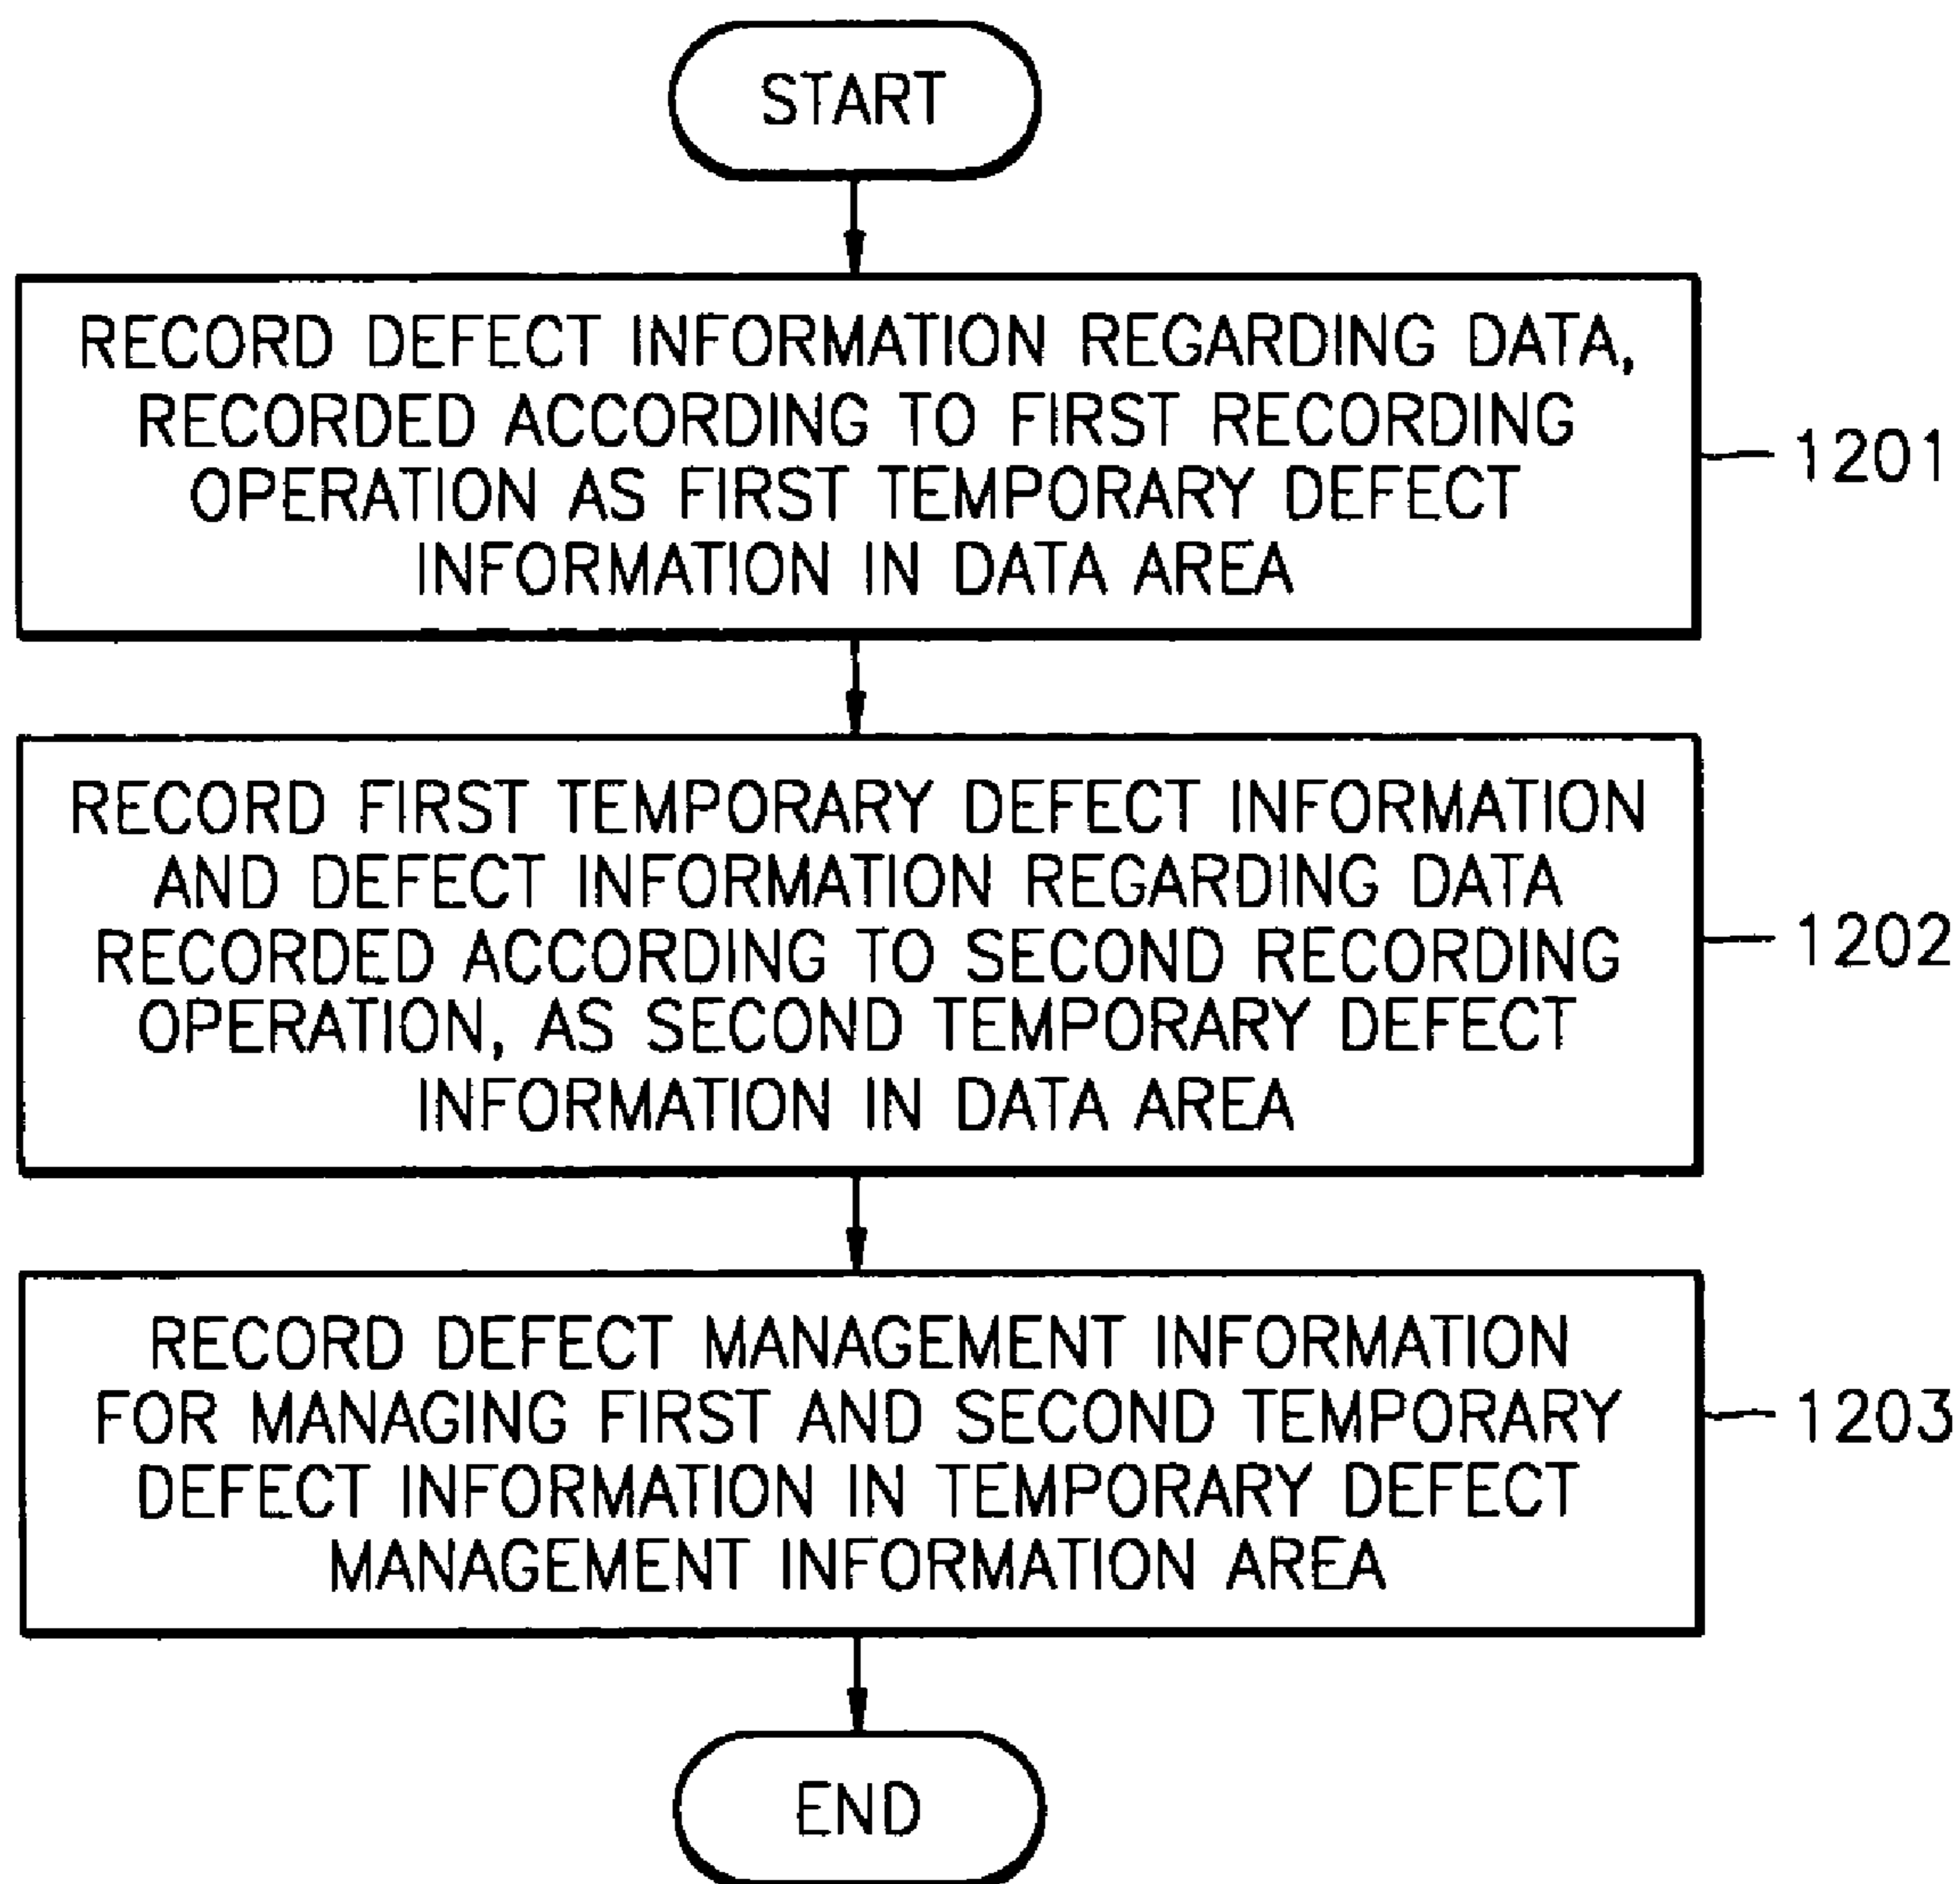 START
RECORD DEFECT INFORMATION REGARDING DATA,
RECORDED ACCORDING TO FIRST RECORDING
OPERATION AS FIRST TEMPORARY DEFECT
INFORMATION IN DATA AREA
1201
RECORD FIRST TEMPORARY DEFECT INFORMATION
AND DEFECT INFORMATION REGARDING DATA
RECORDED ACCORDING TO SECOND RECORDING
OPERATION, AS SECOND TEMPORARY DEFECT
INFORMATION IN DATA AREA
1202
RECORD DEFECT MANAGEMENT INFORMATION
FOR MANAGING FIRST AND SECOND TEMPORARY
DEFECT INFORMATION IN TEMPORARY DEFECT
MANAGEMENT INFORMATION AREA
1203
END